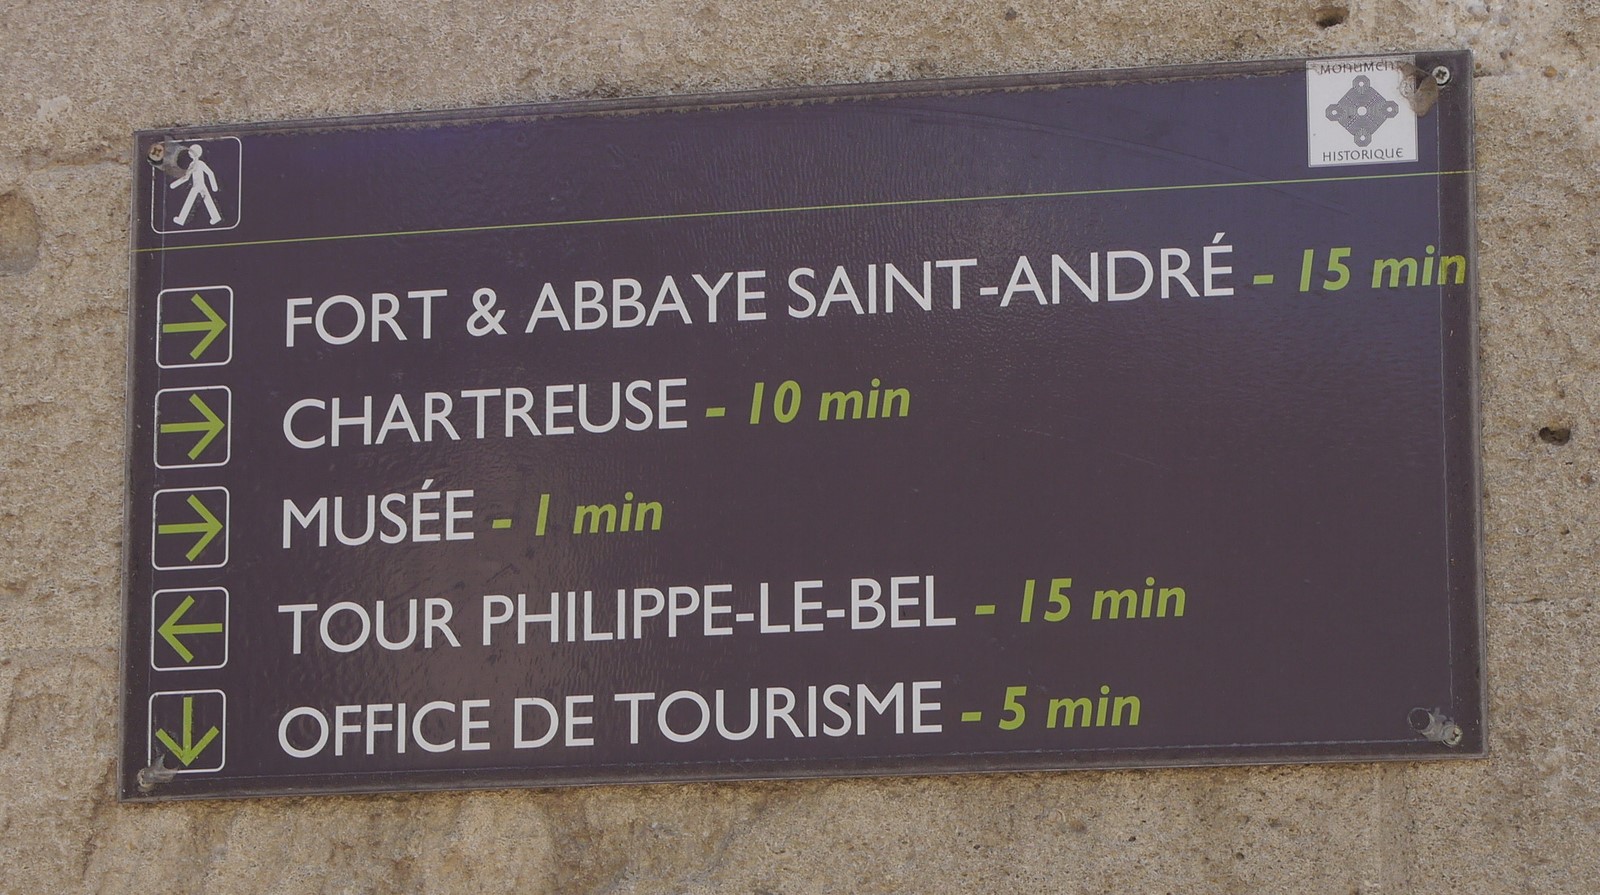 MONUMENT
HISTORIQUE
FORT & ABBAYE SAINT-ANDRÉ - 15 min
CHARTREUSE - 10 min
MUSÉE - 1 min
TOUR PHILIPPE-LE-BEL - 15 min
OFFICE DE TOURISME - 5 min